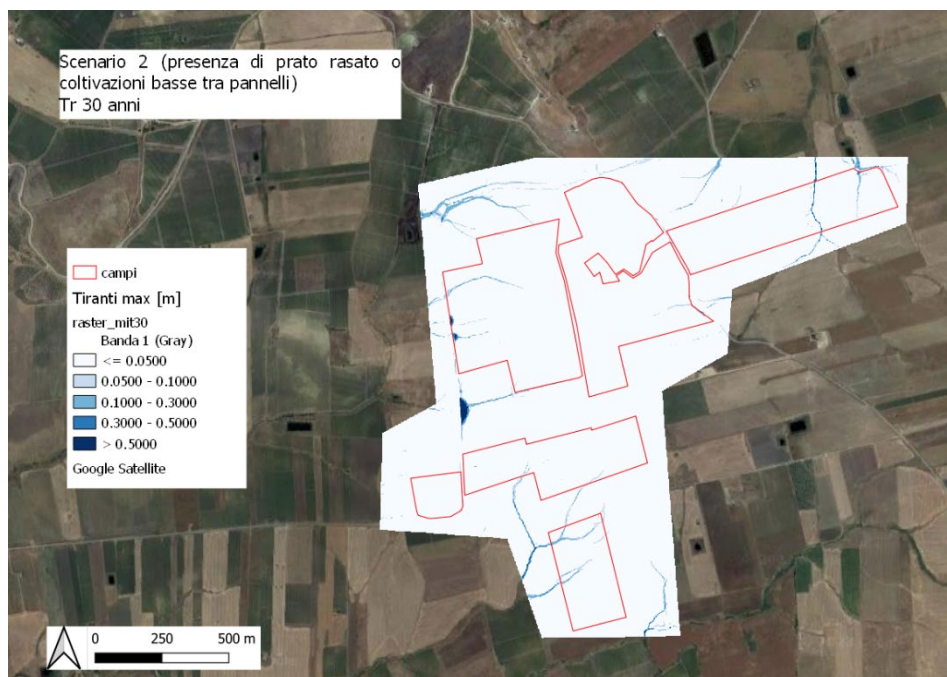 Scenario 2 (presenza di prato rasato o
coltivazioni basse tra pannelli)
Tr 30 anni
campi
Tiranti max [m]
raster_mit30
Banda 1 (Gray)
<= 0.0500
0.0500 - 0.1000
0.1000 - 0.3000
0.3000 - 0.5000
> 0.5000
Google Satellite
0 250 500 m